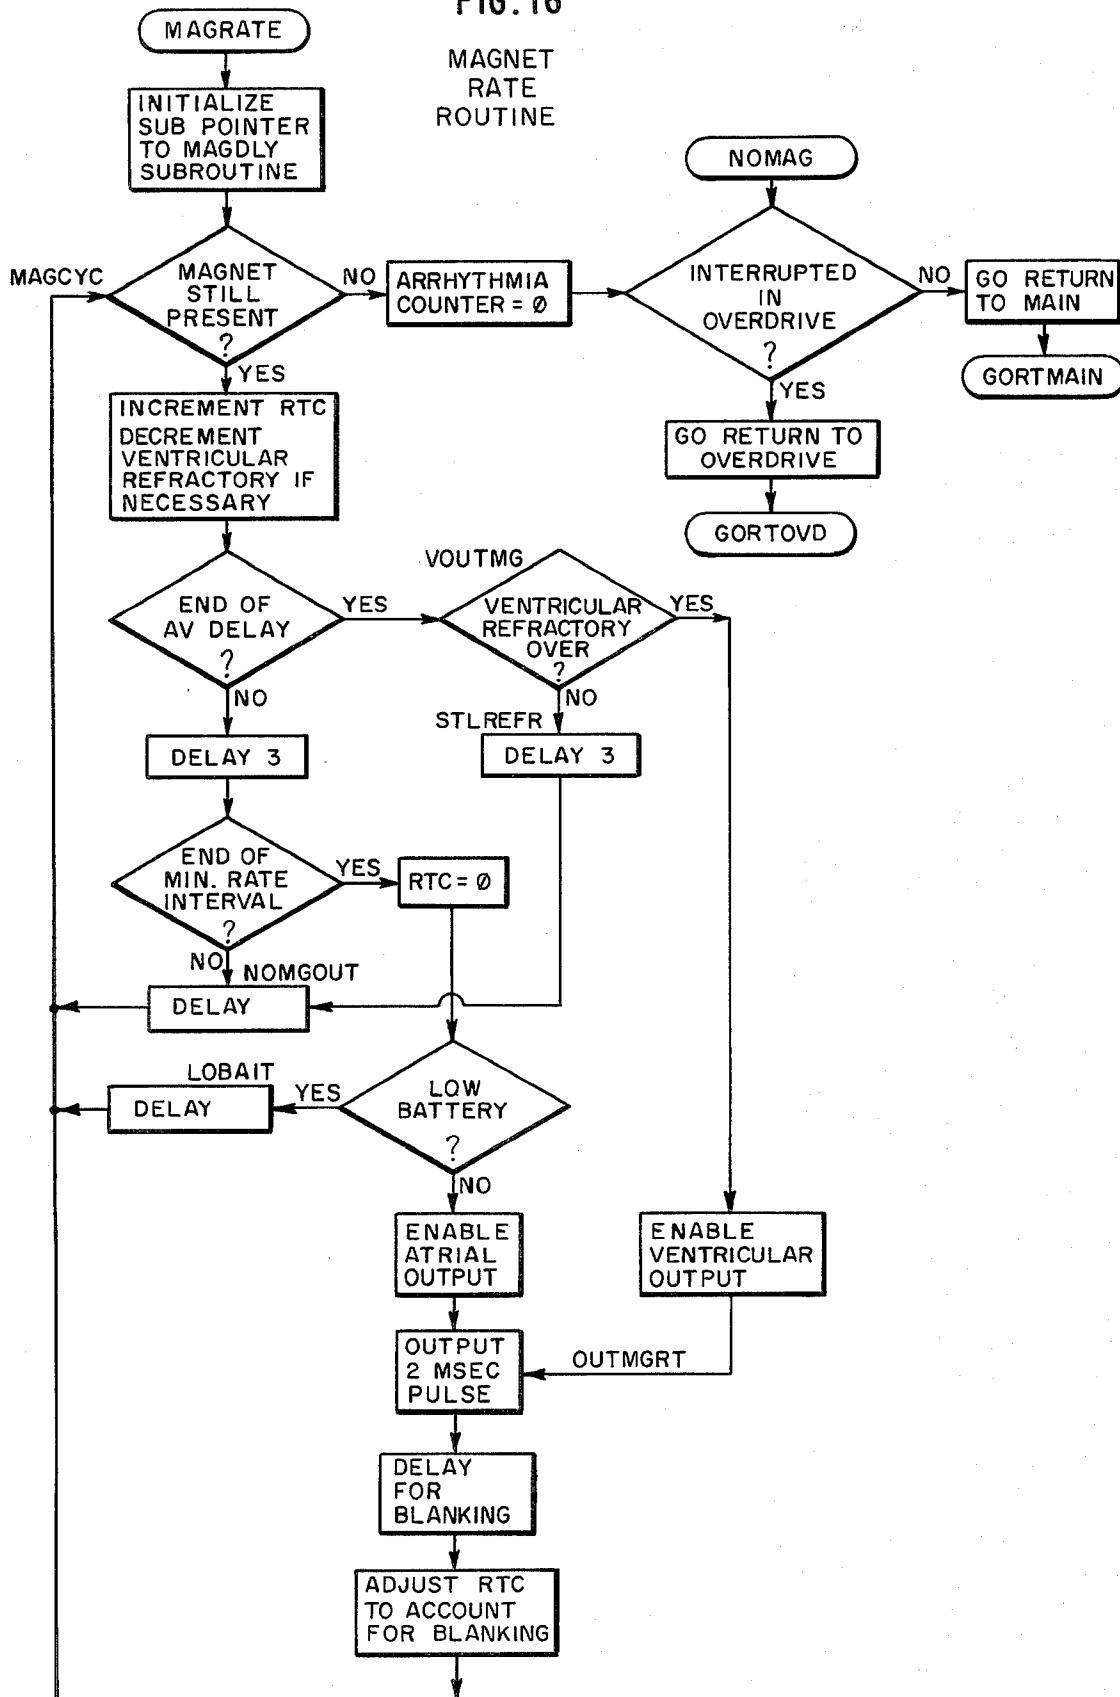 FIG. 16
MAGNET
RATE
ROUTINE
MAGRATE
INITIALIZE
SUB POINTER
TO MAGDLY
SUBROUTINE
NOMAG
MAGCYC
MAGNET
STILL
PRESENT
?
NO
YES
ARRHYTHMIA
COUNTER = Ø
INTERRUPTED
IN
OVERDRIVE
?
NO
YES
GO RETURN
TO MAIN
GORTMAIN
GO RETURN TO
OVERDRIVE
GORTOVD
INCREMENT RTC
DECREMENT
VENTRICULAR
REFRACTORY IF
NECESSARY
END OF
AV DELAY
?
YES
NO
VOUTMG
VENTRICULAR
REFRACTORY
OVER
?
YES
NO
STLREFR
DELAY 3
DELAY 3
END OF
MIN. RATE
INTERVAL
?
YES
NO
RTC = Ø
NOMGOUT
DELAY
LOBAIT
DELAY
YES
LOW
BATTERY
?
NO
ENABLE
ATRIAL
OUTPUT
ENABLE
VENTRICULAR
OUTPUT
OUTPUT
2 MSEC
PULSE
OUTMGRT
DELAY
FOR
BLANKING
ADJUST RTC
TO ACCOUNT
FOR BLANKING